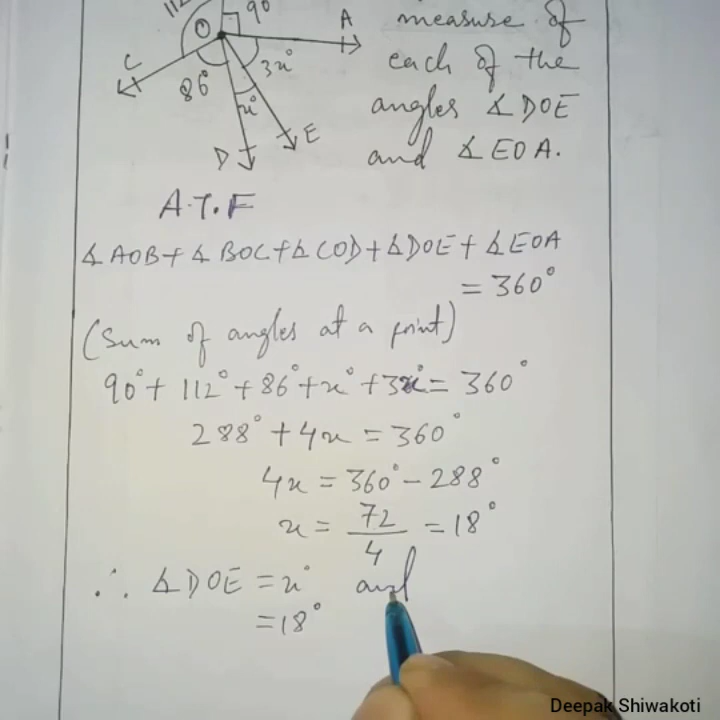 112 90°
O A
C 86° 3x°
x°
D E
measure of
each of the
angles ∡DOE
and ∡EOA.
A.T.F
∡AOB+∡BOC+∡COD+∡DOE+∡EOA
= 360°
(Sum of angles at a point)
90°+ 112°+86°+x°+3x°= 360°
288°+4x = 360°
4x = 360°-288°
x = 72/4 = 18°
∴ ∡DOE = x° and
=18°
Deepak Shiwakoti